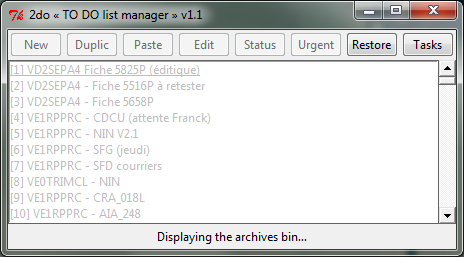 2do « TO DO list manager » v1.1
New Duplic Paste Edit Status Urgent Restore Tasks
[1] VD2SEPA4 Fiche 5825P (éditique)
[2] VD2SEPA4 - Fiche 5516P à retester
[3] VD2SEPA4 - Fiche 5658P
[4] VE1RPPRC - CDCU (attente Franck)
[5] VE1RPPRC - NIN V2.1
[6] VE1RPPRC - SFG (jeudi)
[7] VE1RPPRC - SFD courriers
[8] VE0TRIMCL - NIN
[9] VE1RPPRC - CRA_018L
[10] VE1RPPRC - AIA_248
Displaying the archives bin...